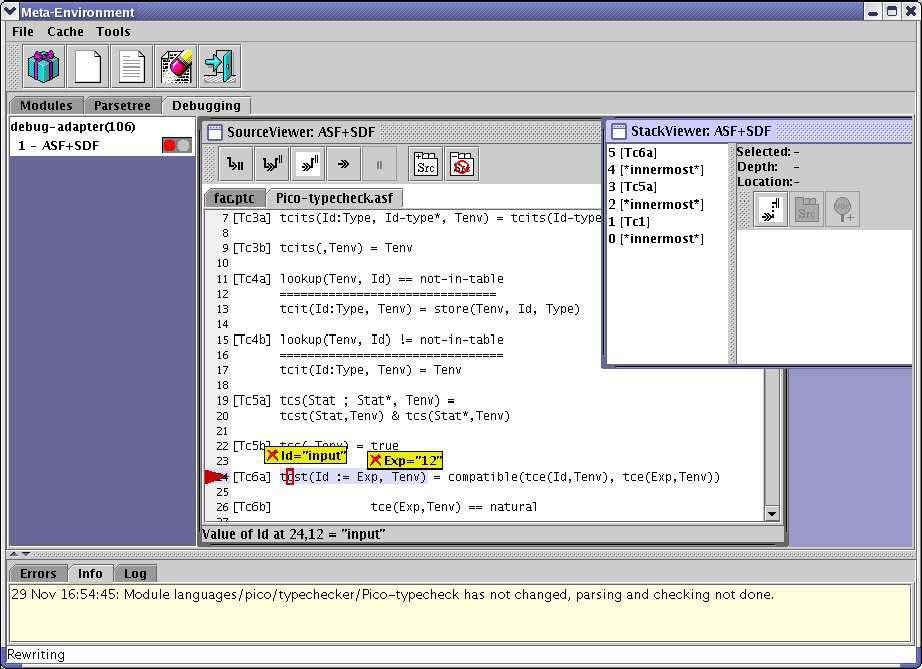 Meta-Environment
File Cache Tools
Modules Parsetree Debugging
debug-adapter(106)
1 - ASF+SDF
SourceViewer: ASF+SDF
Src Src
fac.ptc Pico-typecheck.asf
7 [Tc3a] tcits(Id:Type, Id-type*, Tenv) = tcits(Id-type
8
9 [Tc3b] tcits(,Tenv) = Tenv
10
11 [Tc4a] lookup(Tenv, Id) == not-in-table
12 ===============================
13 tcit(Id:Type, Tenv) = store(Tenv, Id, Type)
14
15 [Tc4b] lookup(Tenv, Id) != not-in-table
16 ================================
17 tcit(Id:Type, Tenv) = Tenv
18
19 [Tc5a] tcs(Stat ; Stat*, Tenv) =
20 tcst(Stat,Tenv) & tcs(Stat*,Tenv)
21
22 [Tc5b] tcs(,Tenv) = true
23
Id="input"
Exp="12"
24 [Tc6a] tcst(Id := Exp, Tenv) = compatible(tce(Id,Tenv), tce(Exp,Tenv))
25
26 [Tc6b] tce(Exp,Tenv) == natural
27
Value of Id at 24,12 = "input"
StackViewer: ASF+SDF
5 [Tc6a]
4 [*innermost*]
3 [Tc5a]
2 [*innermost*]
1 [Tc1]
0 [*innermost*]
Selected: -
Depth: -
Location:-
Src
Errors Info Log
29 Nov 16:54:45: Module languages/pico/typechecker/Pico-typecheck has not changed, parsing and checking not done.
Rewriting